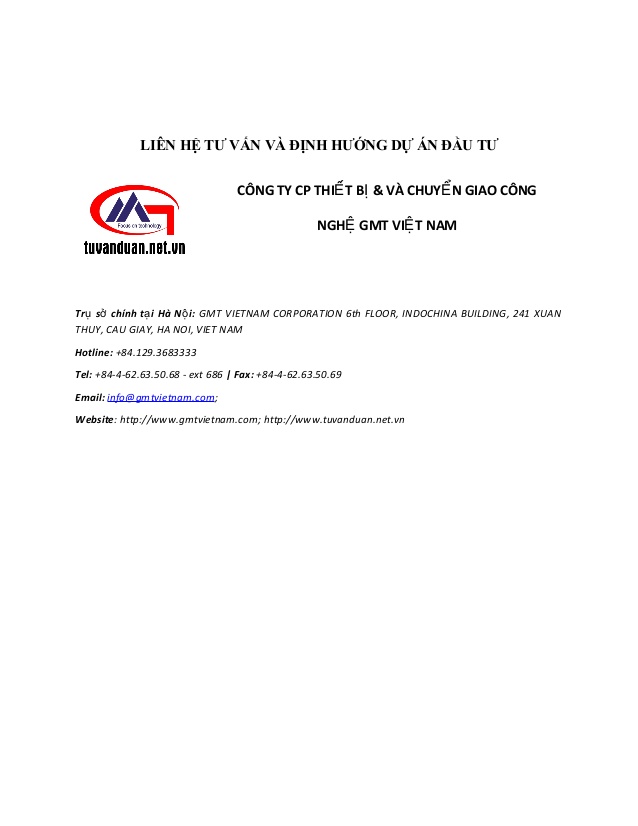 LIÊN HỆ TƯ VẤN VÀ ĐỊNH HƯỚNG DỰ ÁN ĐẦU TƯ
CÔNG TY CP THIẾT BỊ & VÀ CHUYỂN GIAO CÔNG
NGHỆ GMT VIỆT NAM
Focus on technology
tuvanduan.net.vn
Trụ sở chính tại Hà Nội: GMT VIETNAM CORPORATION 6th FLOOR, INDOCHINA BUILDING, 241 XUAN
THUY, CAU GIAY, HA NOI, VIET NAM
Hotline: +84.129.3683333
Tel: +84-4-62.63.50.68 - ext 686 | Fax: +84-4-62.63.50.69
Email: info@gmtvietnam.com;
Website: http://www.gmtvietnam.com; http://www.tuvanduan.net.vn